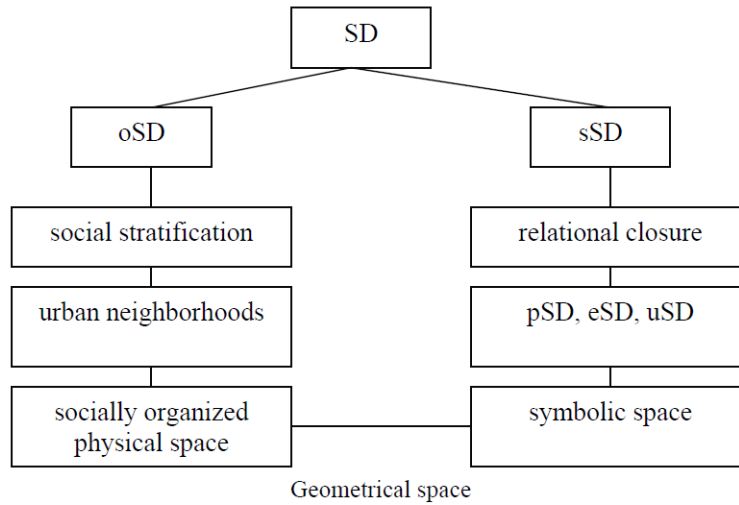 SD
oSD
sSD
social stratification
relational closure
urban neighborhoods
pSD, eSD, uSD
socially organized
physical space
symbolic space
Geometrical space